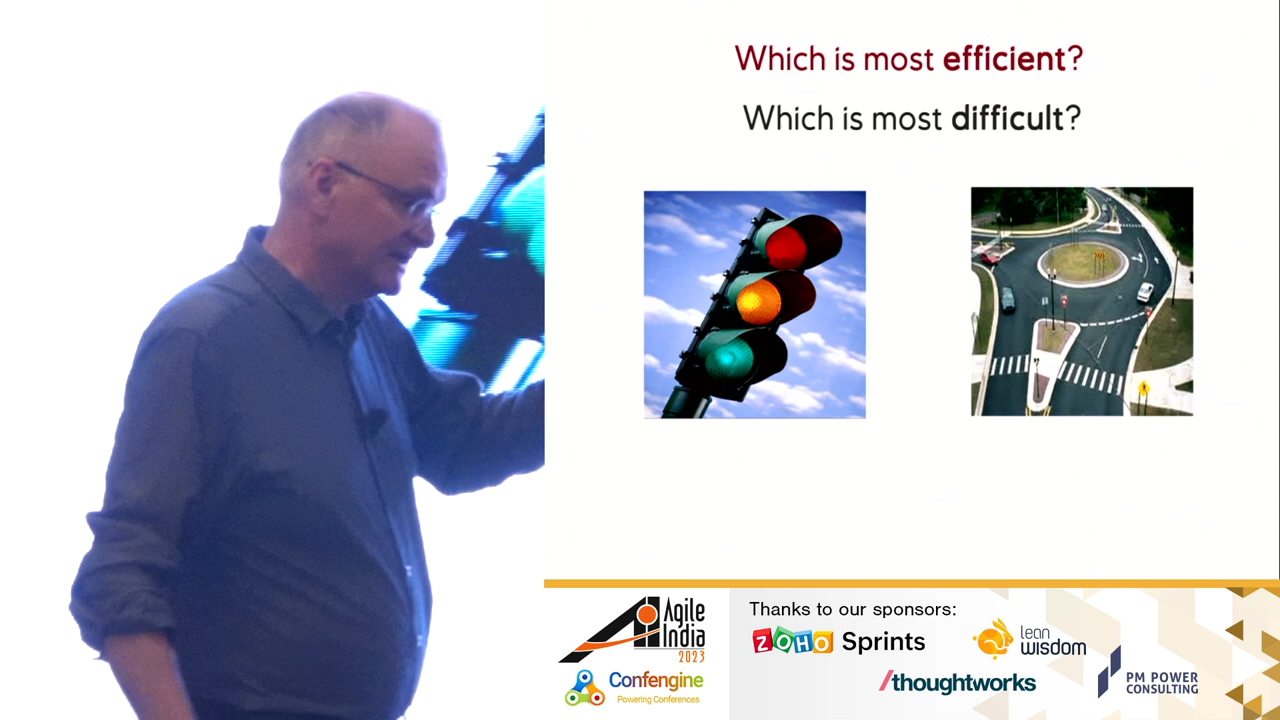 Which is most efficient?
Which is most difficult?
Agile
India
2023
Confengine
Powering Conferences
Thanks to our sponsors:
ZOHO Sprints
lean
wisdom
/thoughtworks
PM POWER
CONSULTING